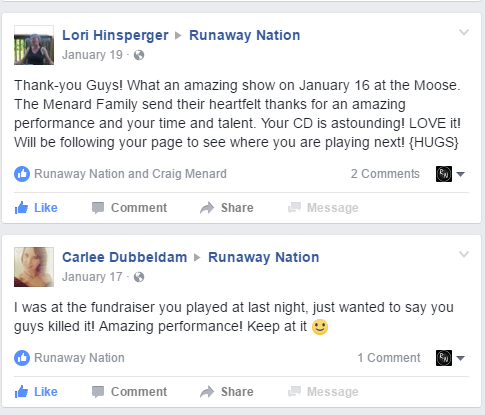 Lori Hinsperger ▸ Runaway Nation
January 19 ·
Thank-you Guys! What an amazing show on January 16 at the Moose.
The Menard Family send their heartfelt thanks for an amazing
performance and your time and talent. Your CD is astounding! LOVE it!
Will be following your page to see where you are playing next! {HUGS}
Runaway Nation and Craig Menard 2 Comments
Like Comment Share Message
Carlee Dubbeldam ▸ Runaway Nation
January 17 ·
I was at the fundraiser you played at last night, just wanted to say you
guys killed it! Amazing performance! Keep at it 🙂
Runaway Nation 1 Comment
Like Comment Share Message